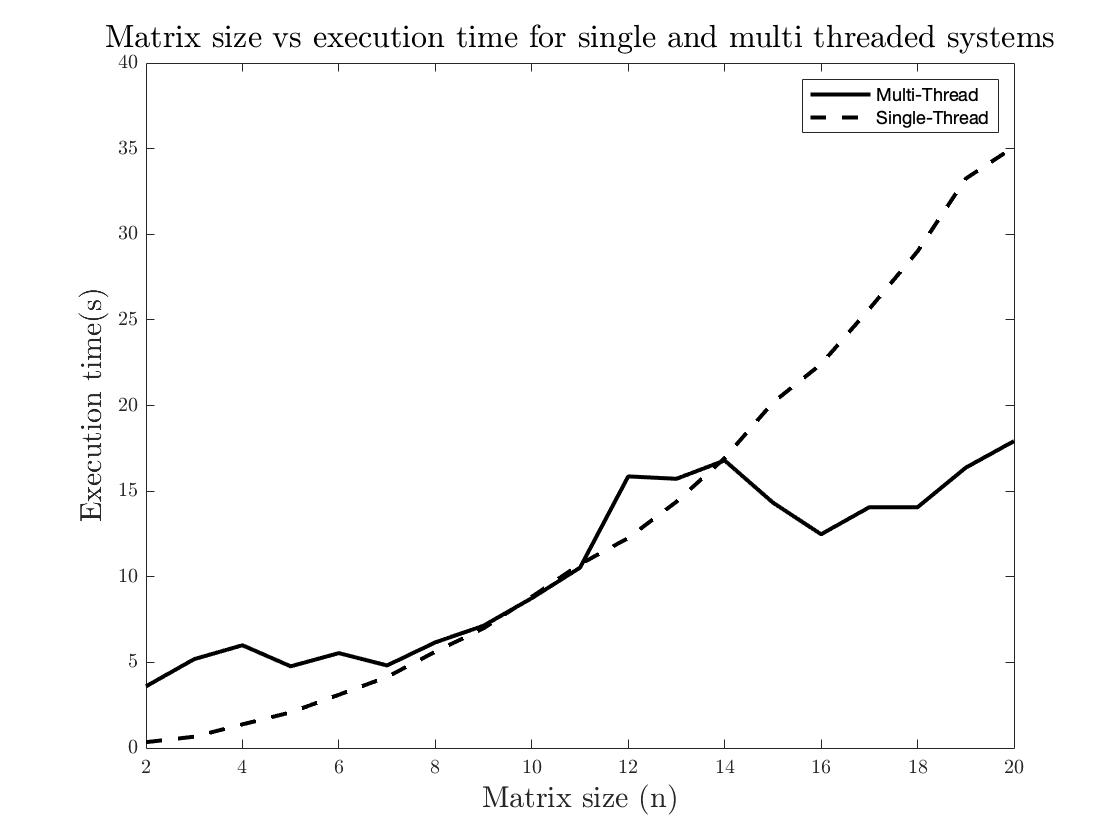 Matrix size vs execution time for single and multi threaded systems
40
35
30
25
20
15
10
5
0
Execution time(s)
Multi-Thread
Single-Thread
2 4 6 8 10 12 14 16 18 20
Matrix size (n)